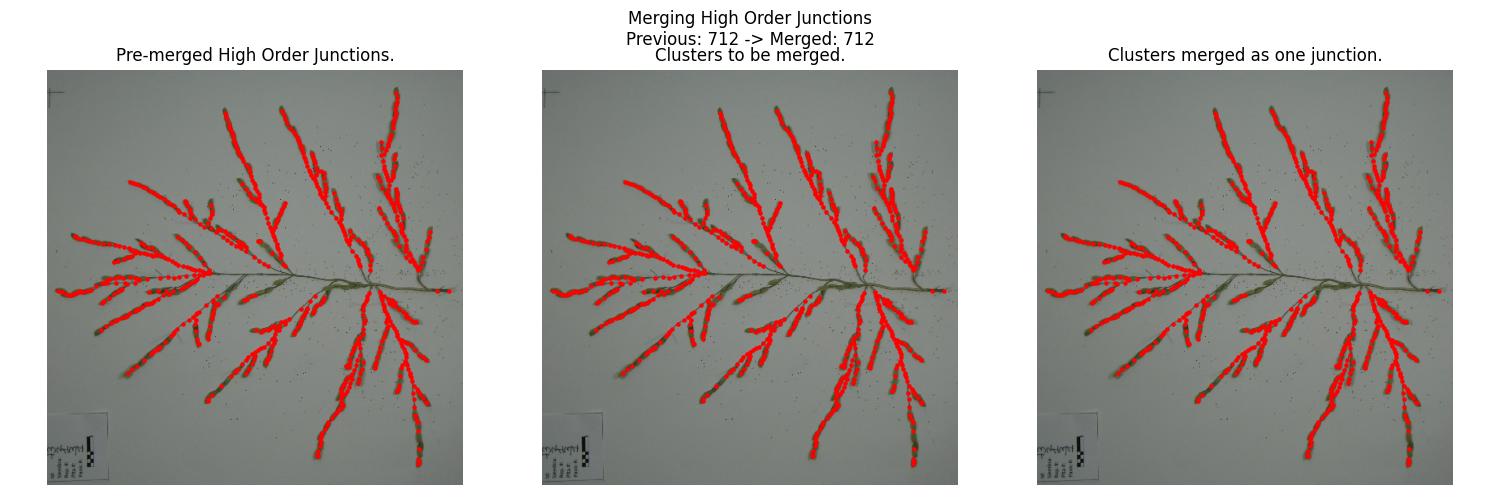 Merging High Order Junctions
Previous: 712 -> Merged: 712
Pre-merged High Order Junctions.
Clusters to be merged.
Clusters merged as one junction.